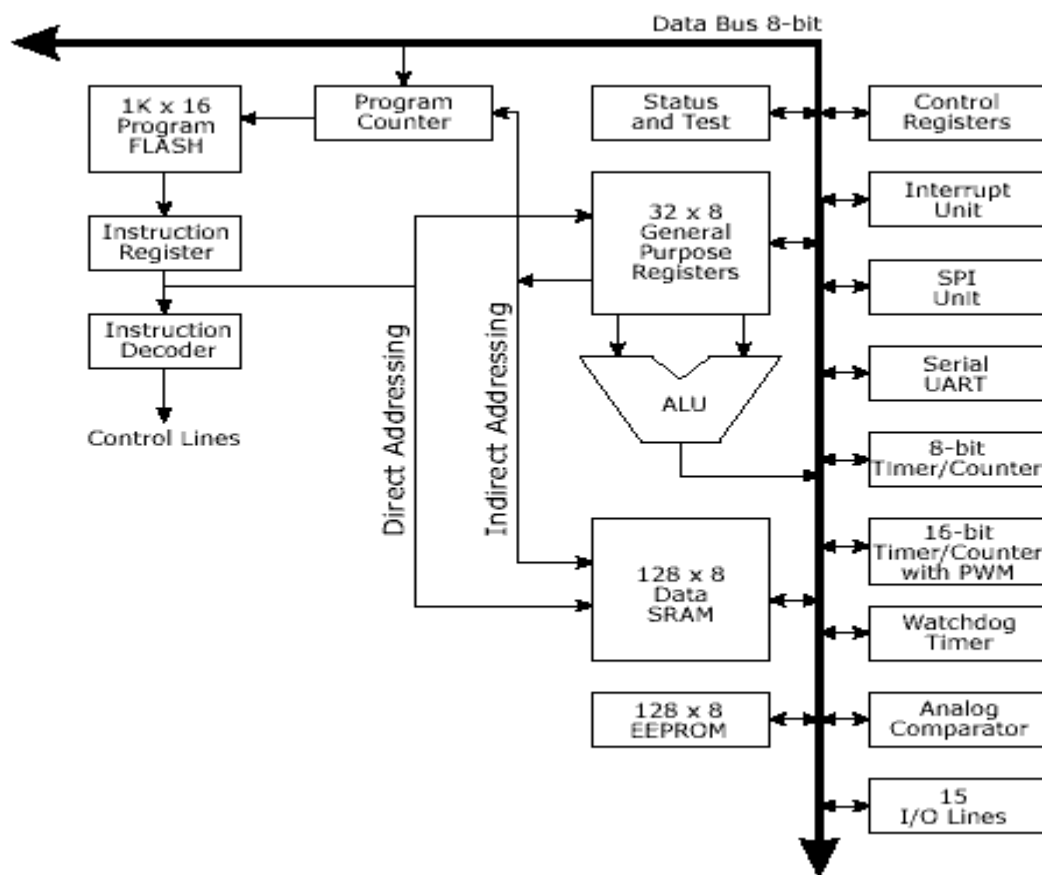 Data Bus 8-bit
1K x 16
Program
FLASH
Program
Counter
Status
and Test
Control
Registers
Instruction
Register
32 x 8
General
Purpose
Registers
Interrupt
Unit
SPI
Unit
Instruction
Decoder
Control Lines
Direct Addressing
Indirect Addressing
ALU
Serial
UART
8-bit
Timer/Counter
16-bit
Timer/Counter
with PWM
128 x 8
Data
SRAM
Watchdog
Timer
128 x 8
EEPROM
Analog
Comparator
15
I/O Lines